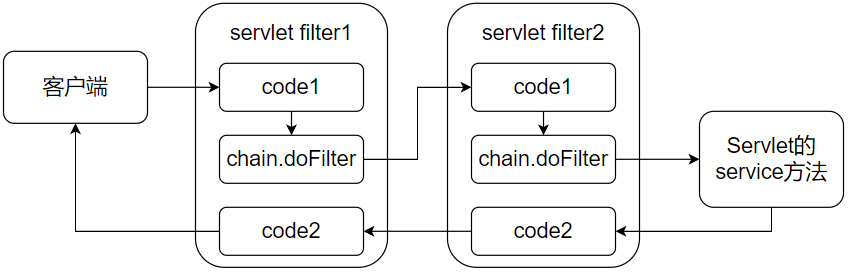 servlet filter1
servlet filter2
客户端
code1
code1
chain.doFilter
chain.doFilter
Servlet的
service方法
code2
code2